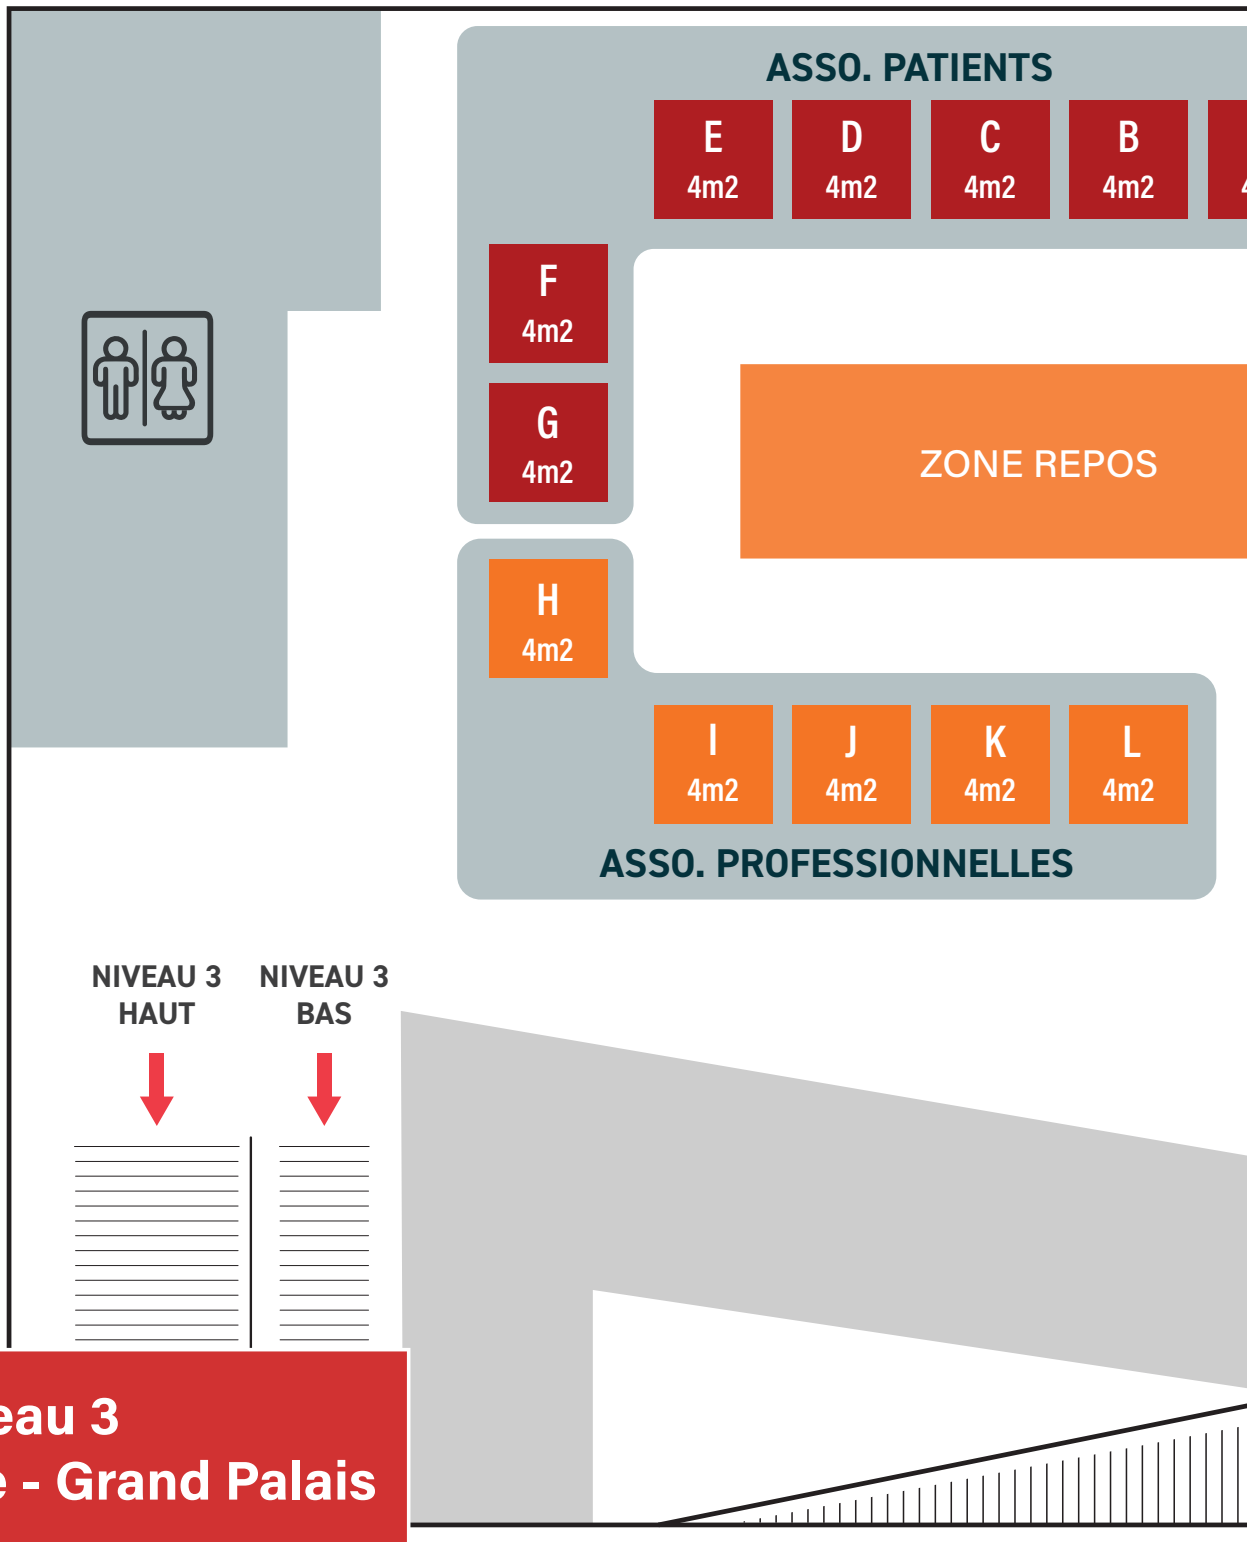 ASSO. PATIENTS
E
4m2
D
4m2
C
4m2
B
4m2
F
4m2
G
4m2
ZONE REPOS
H
4m2
I
4m2
J
4m2
K
4m2
L
4m2
ASSO. PROFESSIONNELLES
NIVEAU 3
HAUT
NIVEAU 3
BAS
eau 3
e - Grand Palais